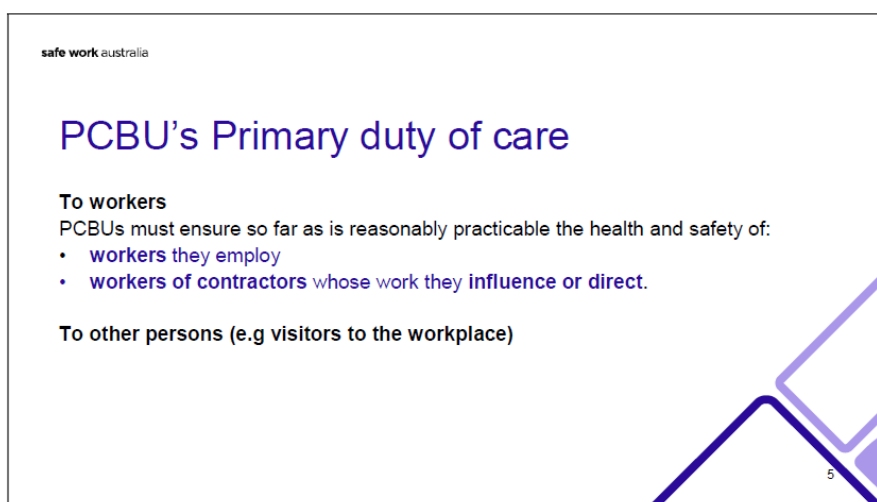 safe work australia
PCBU's Primary duty of care
To workers
PCBUs must ensure so far as is reasonably practicable the health and safety of:
• workers they employ
• workers of contractors whose work they influence or direct.
To other persons (e.g visitors to the workplace)
5